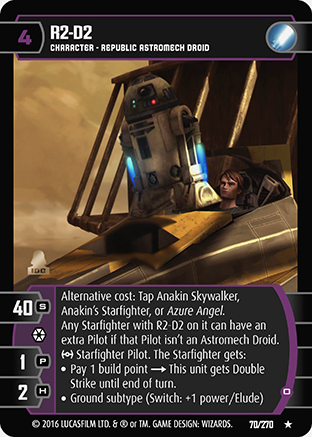 4
R2-D2
CHARACTER - REPUBLIC ASTROMECH DROID
40 S
1 P
2 H
Alternative cost: Tap Anakin Skywalker,
Anakin's Starfighter, or Azure Angel.
Any Starfighter with R2-D2 on it can have an
extra Pilot if that Pilot isn't an Astromech Droid.
Starfighter Pilot. The Starfighter gets:
• Pay 1 build point → This unit gets Double
Strike until end of turn.
• Ground subtype (Switch: +1 power/Elude)
© 2016 LUCASFILM LTD. & ® or TM. GAME DESIGN: WIZARDS.
70/270 ★